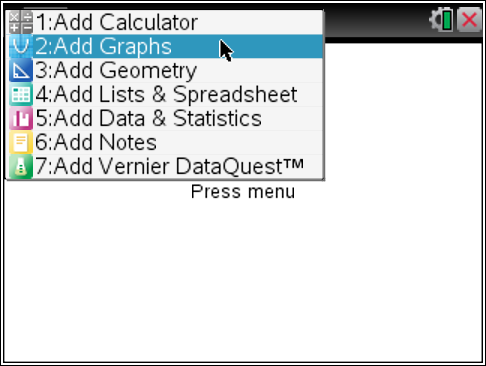 1:Add Calculator
2:Add Graphs
3:Add Geometry
4:Add Lists & Spreadsheet
5:Add Data & Statistics
6:Add Notes
7:Add Vernier DataQuest™
Press menu